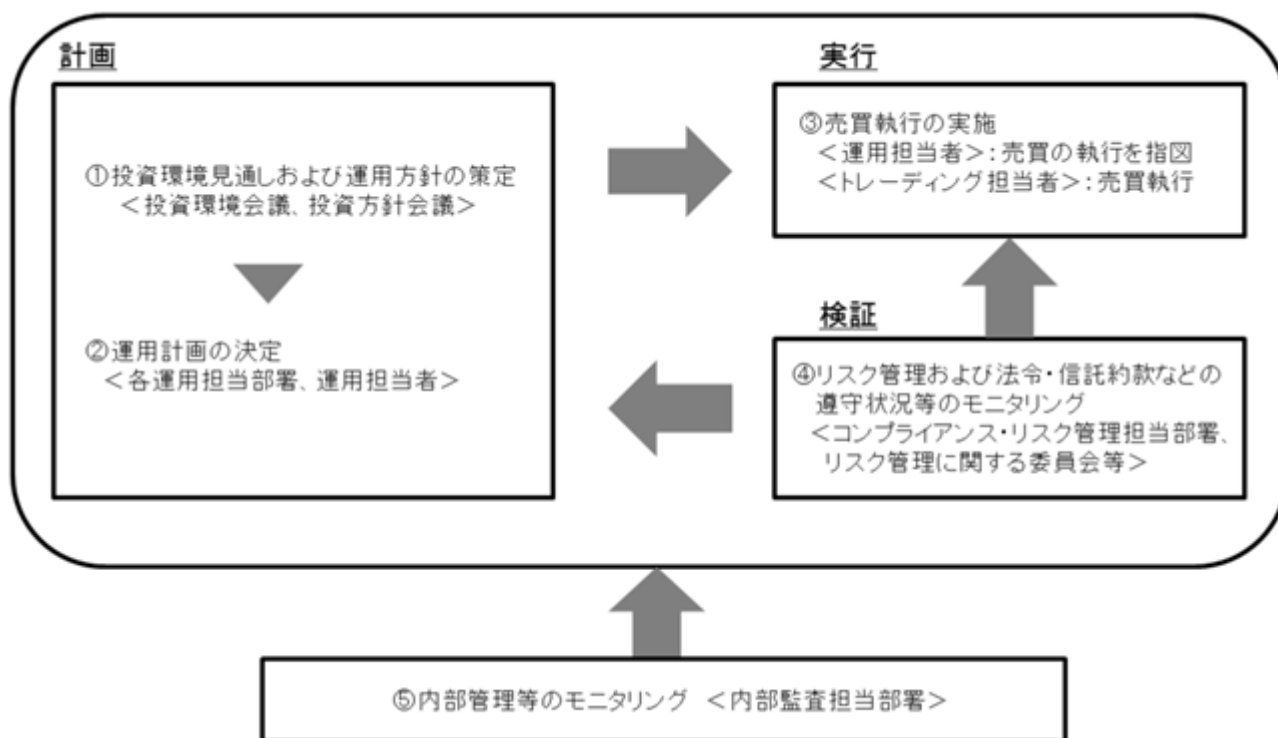 計画
①投資環境見通しおよび運用方針の策定
＜投資環境会議、投資方針会議＞
②運用計画の決定
＜各運用担当部署、運用担当者＞
実行
③売買執行の実施
＜運用担当者＞：売買の執行を指図
＜トレーディング担当者＞：売買執行
検証
④リスク管理および法令・信託約款などの
遵守状況等のモニタリング
＜コンプライアンス・リスク管理担当部署、
リスク管理に関する委員会等＞
⑤内部管理等のモニタリング ＜内部監査担当部署＞